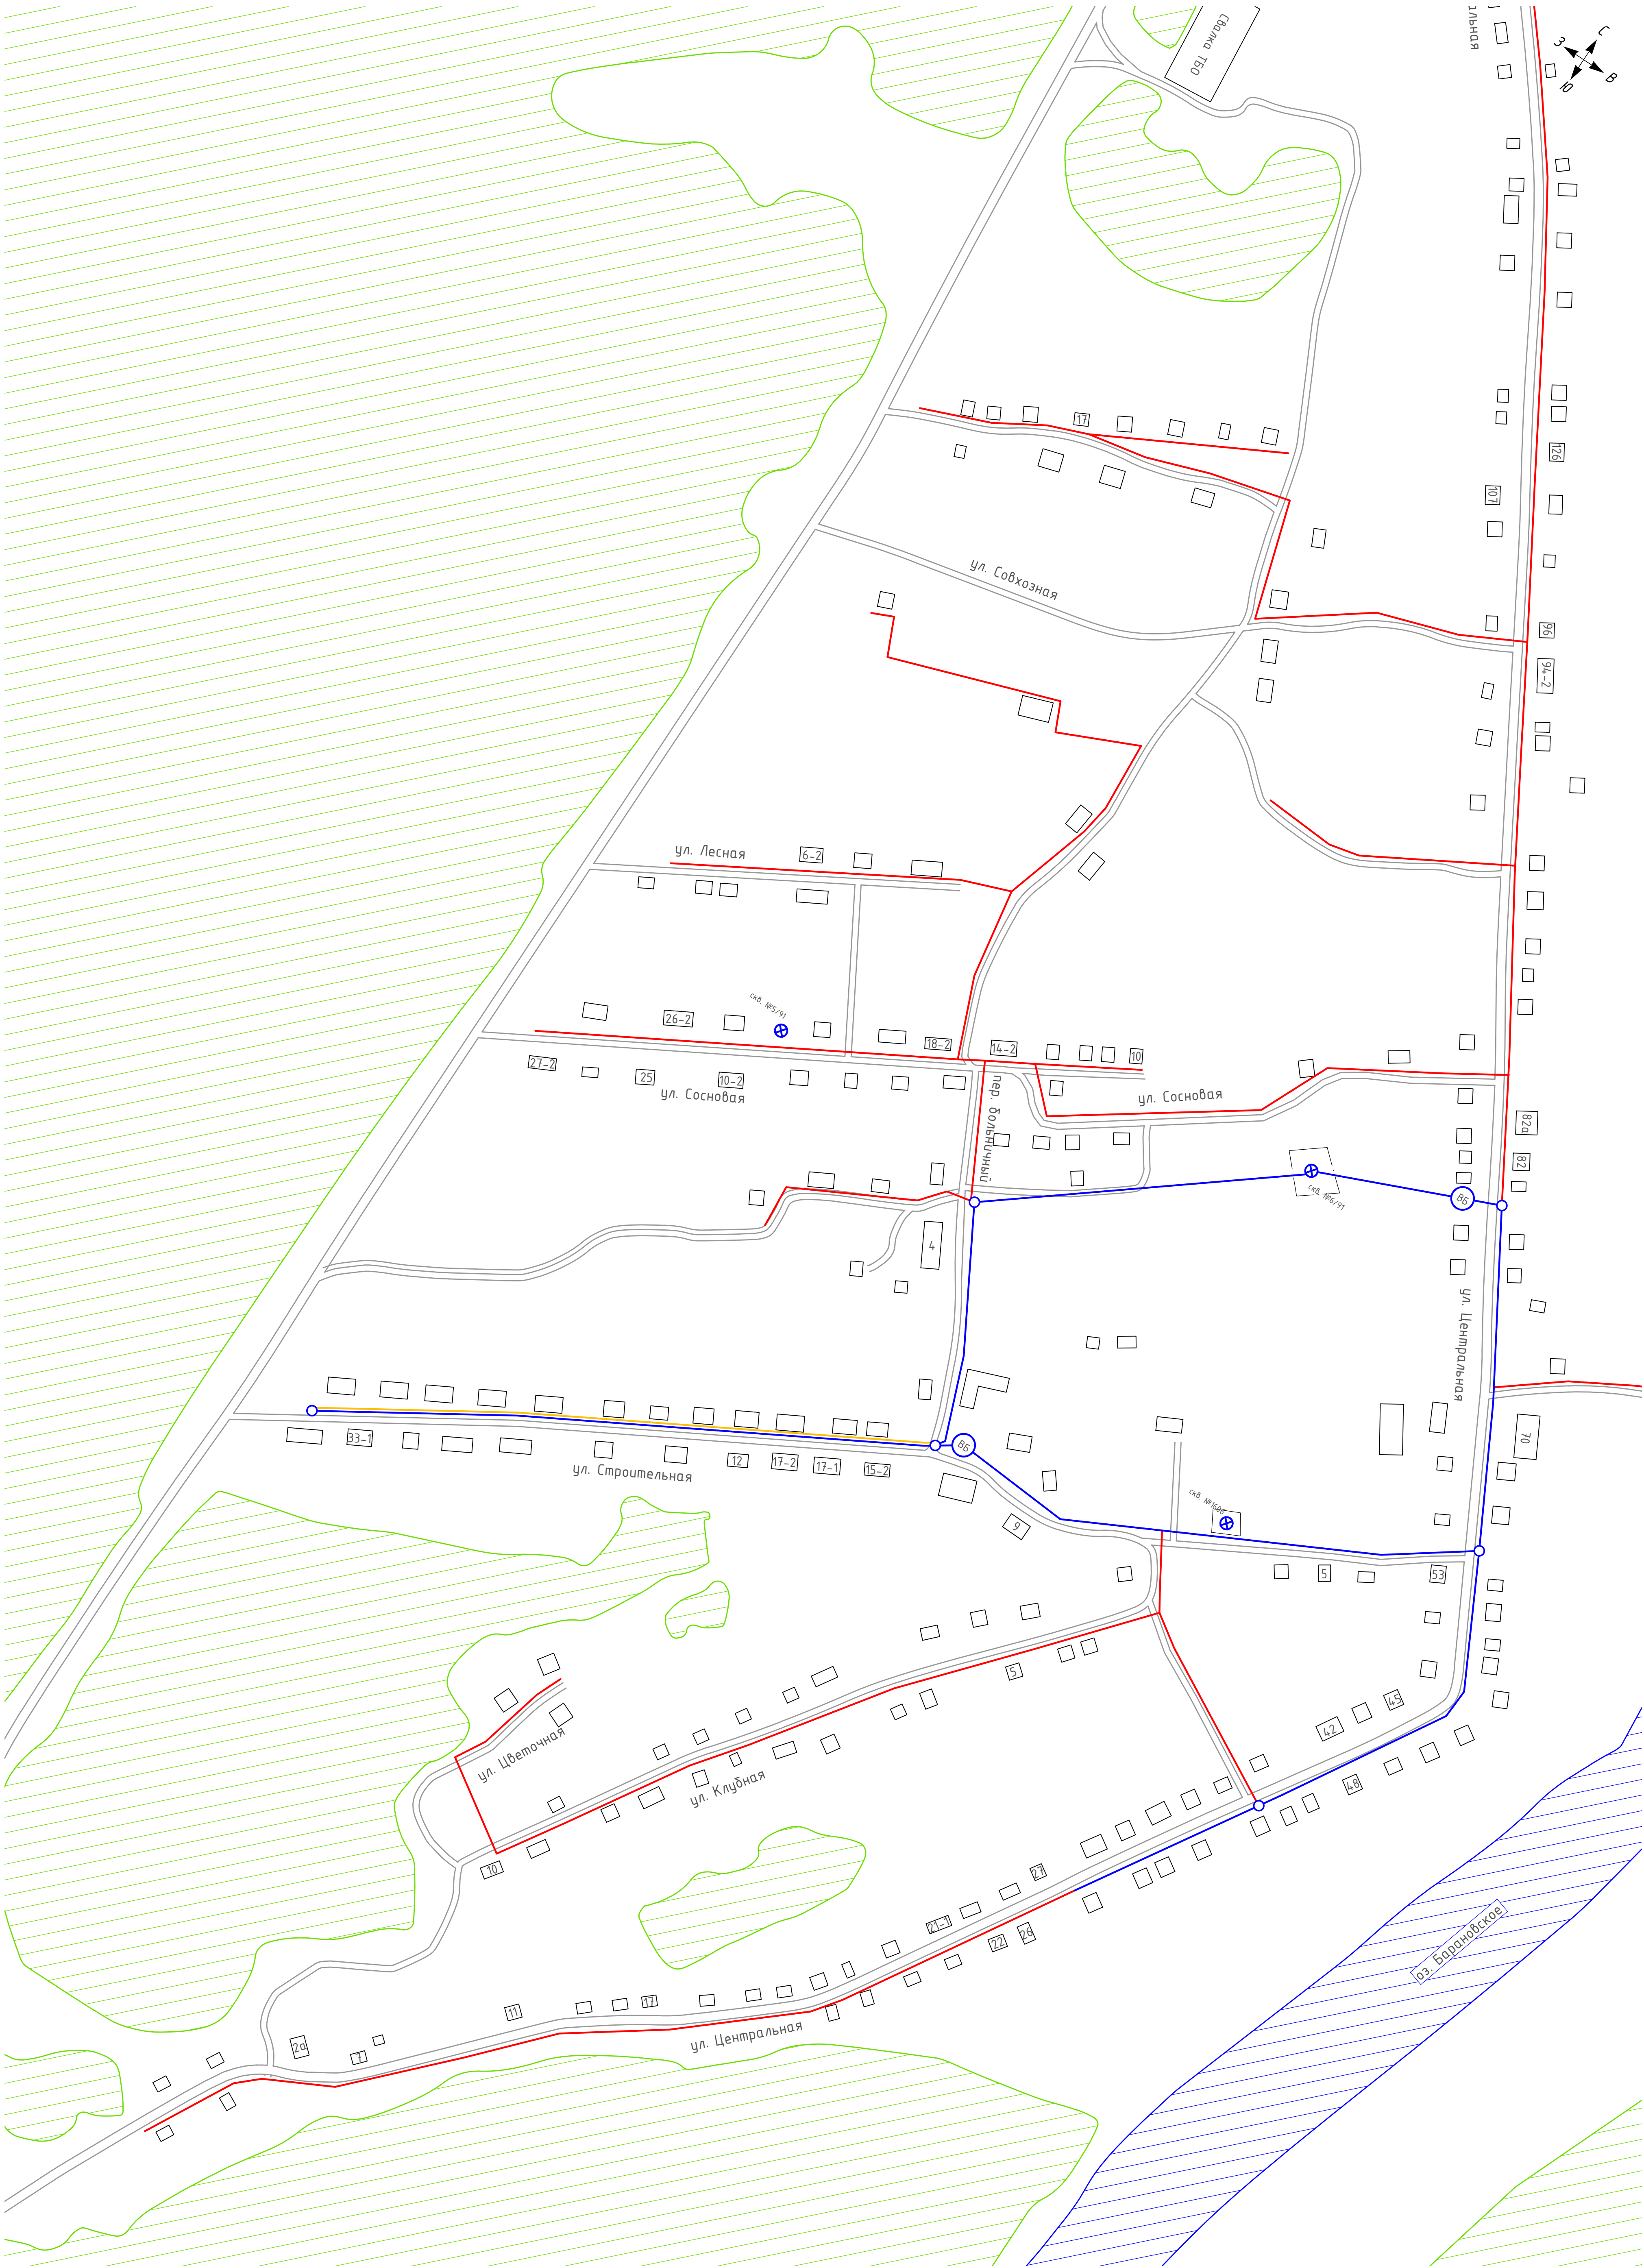 Свалка ТБО
льная
С
З
В
Ю
17
126
107
ул. Совхозная
96
94-2
ул. Лесная
6-2
скв. №5/91
26-2
18-2
14-2
10
27-2
25
10-2
ул. Сосновая
пер. Больничный
ул. Сосновая
82а
82
скв. №6/91
ВБ
4
ул. Центральная
33-1
ВБ
70
12
17-2
17-1
15-2
ул. Строительная
скв. №1606
9
5
53
5
45
42
ул. Цветочная
ул. Клубная
48
10
27
21-1
22
26
оз. Барановское
17
11
2а
7
ул. Центральная